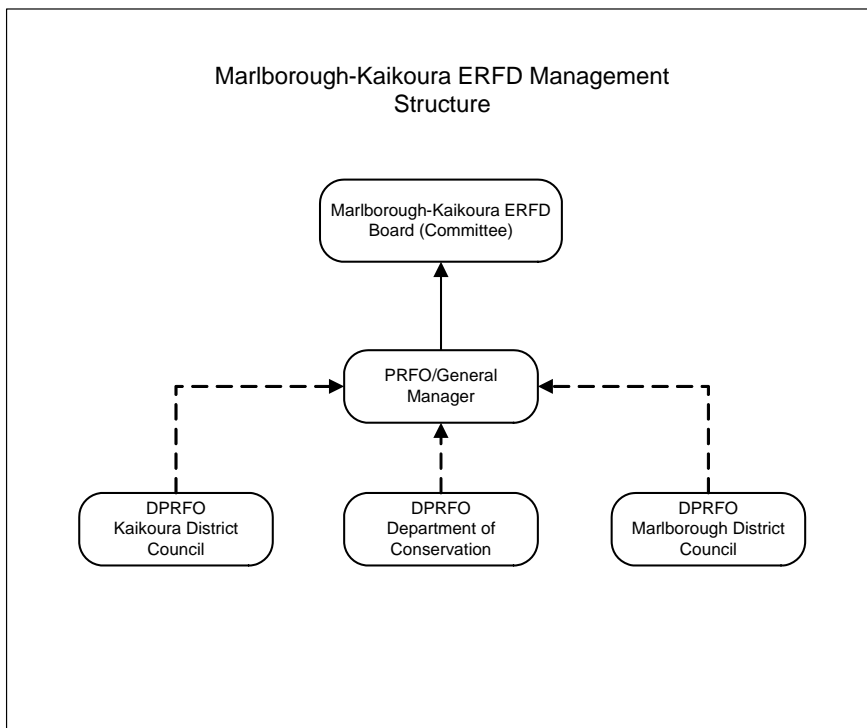 Marlborough-Kaikoura ERFD Management
Structure
Marlborough-Kaikoura ERFD
Board (Committee)
PRFO/General
Manager
DPRFO
Kaikoura District
Council
DPRFO
Department of
Conservation
DPRFO
Marlborough District
Council